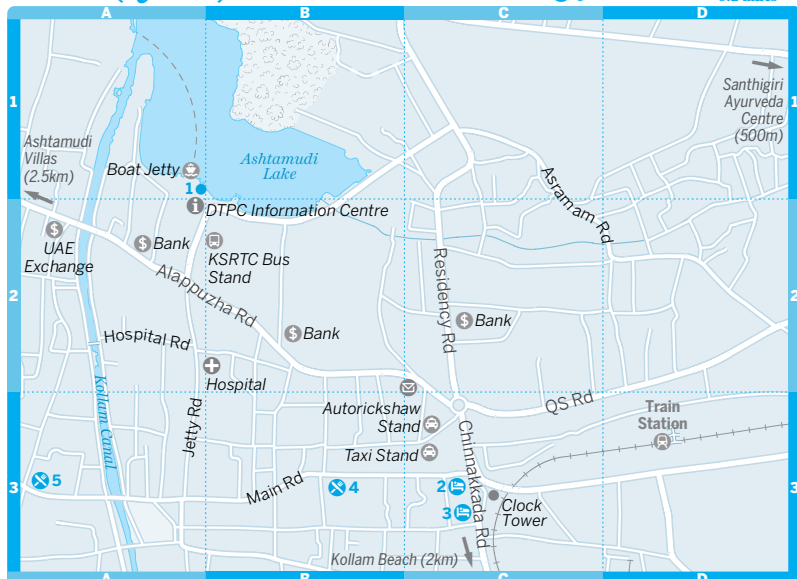 A
B
C
D
1
1
Santhigiri
Ayurveda
Centre
(500m)
Ashtamudi
Villas
(2.5km)
Boat Jetty
Ashtamudi
Lake
1
Asramam Rd
DTPC Information Centre
$
UAE
Exchange
$ Bank
KSRTC Bus
Stand
Alappuzha Rd
Residency Rd
2
2
$ Bank
$ Bank
Hospital Rd
Hospital
Kollam Canal
Jetty Rd
Autorickshaw
Stand
QS Rd
Train
Station
Taxi Stand
Chinnakkada Rd
5
Main Rd
4
2
3
3
3
Clock
Tower
Kollam Beach (2km)
A
B
C
D